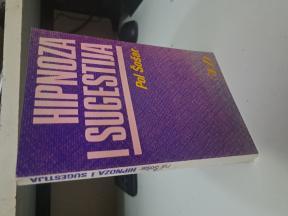 HIPNOZA
I SUGESTIJA
Pol Šošar
Pol Šošar HIPNOZA I SUGESTIJA